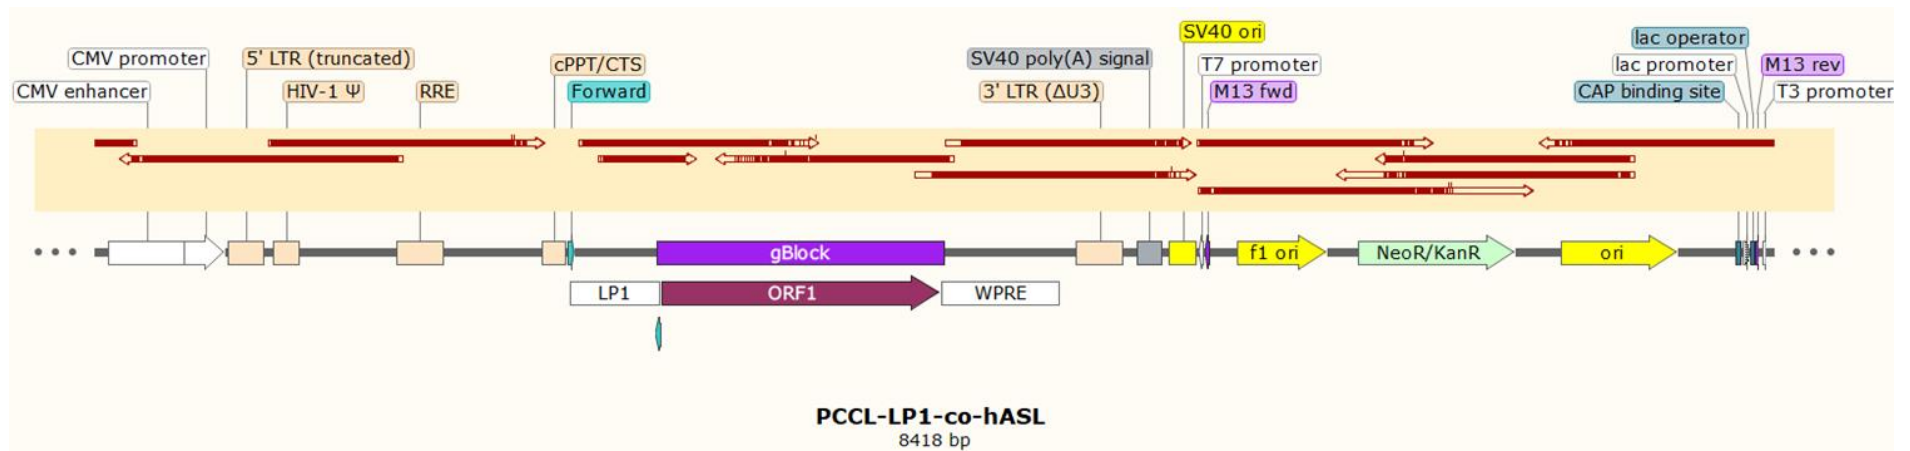 SV40 ori
lac operator
CMV promoter
5' LTR (truncated)
cPPT/CTS
SV40 poly(A) signal
T7 promoter
lac promoter
M13 rev
CMV enhancer
HIV-1 Ψ
RRE
Forward
3' LTR (ΔU3)
M13 fwd
CAP binding site
T3 promoter
gBlock
f1 ori
NeoR/KanR
ori
LP1
ORF1
WPRE
PCCL-LP1-co-hASL
8418 bp